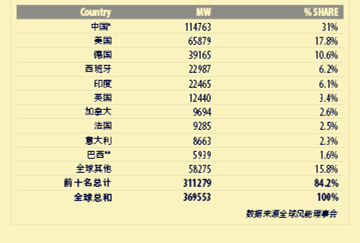 Country MW % SHARE
中国* 114763 31%
美国 65879 17.8%
德国 39165 10.6%
西班牙 22987 6.2%
印度 22465 6.1%
英国 12440 3.4%
加拿大 9694 2.6%
法国 9285 2.5%
意大利 8663 2.3%
巴西** 5939 1.6%
全球其他 58275 15.8%
前十名总计 311279 84.2%
全球总和 369553 100%
数据来源全球风能理事会